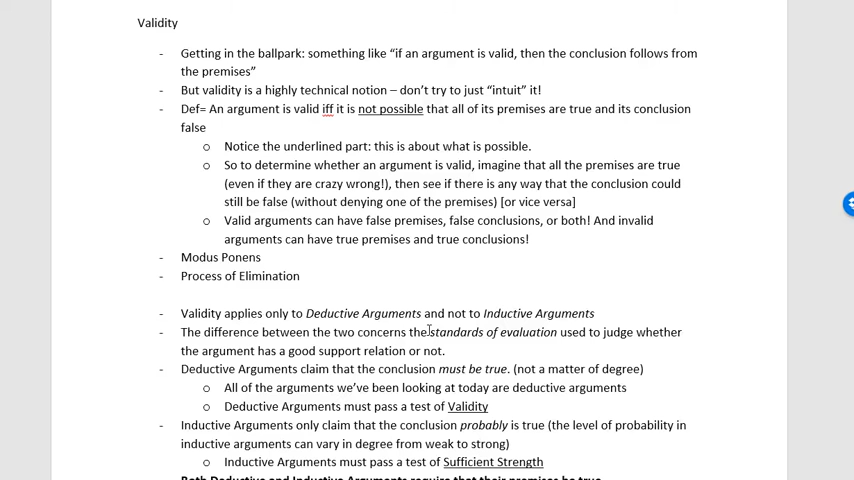 Validity
- Getting in the ballpark: something like “if an argument is valid, then the conclusion follows from
the premises”
- But validity is a highly technical notion – don’t try to just “intuit” it!
- Def= An argument is valid iff it is not possible that all of its premises are true and its conclusion
false
o Notice the underlined part: this is about what is possible.
o So to determine whether an argument is valid, imagine that all the premises are true
(even if they are crazy wrong!), then see if there is any way that the conclusion could
still be false (without denying one of the premises) [or vice versa]
o Valid arguments can have false premises, false conclusions, or both! And invalid
arguments can have true premises and true conclusions!
- Modus Ponens
- Process of Elimination
- Validity applies only to Deductive Arguments and not to Inductive Arguments
- The difference between the two concerns the standards of evaluation used to judge whether
the argument has a good support relation or not.
- Deductive Arguments claim that the conclusion must be true. (not a matter of degree)
o All of the arguments we’ve been looking at today are deductive arguments
o Deductive Arguments must pass a test of Validity
- Inductive Arguments only claim that the conclusion probably is true (the level of probability in
inductive arguments can vary in degree from weak to strong)
o Inductive Arguments must pass a test of Sufficient Strength
Both Deductive and Inductive Arguments require that their premises be true